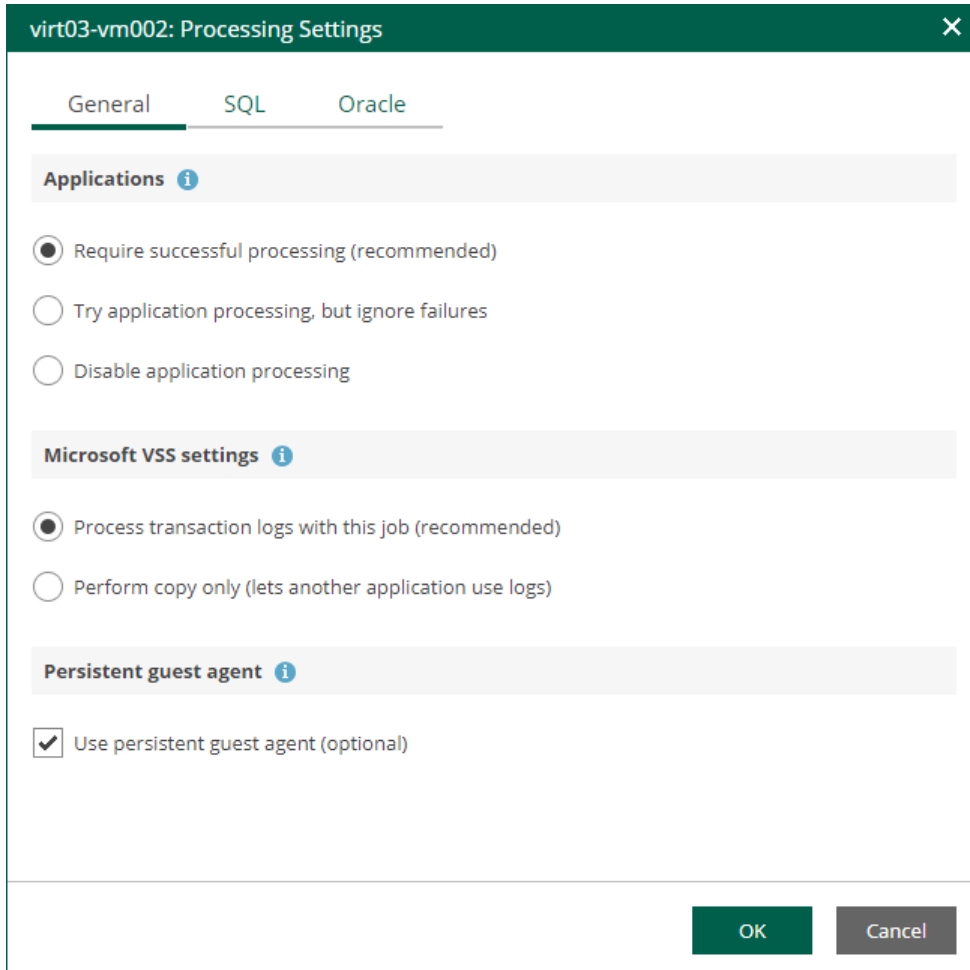 virt03-vm002: Processing Settings
General SQL Oracle
Applications
Require successful processing (recommended)
Try application processing, but ignore failures
Disable application processing
Microsoft VSS settings
Process transaction logs with this job (recommended)
Perform copy only (lets another application use logs)
Persistent guest agent
Use persistent guest agent (optional)
OK Cancel